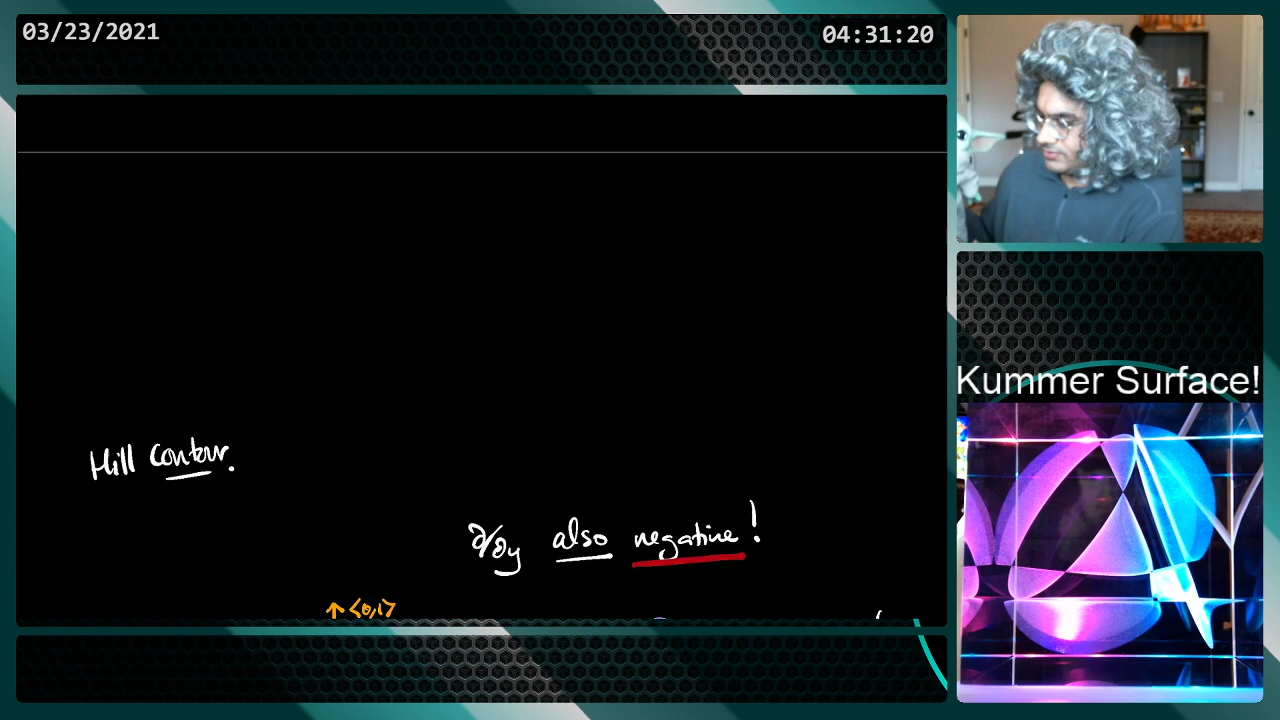 03/23/2021
04:31:20
Kummer Surface!
Hill Contour.
∂/∂y also negative!
↑ <0,1>